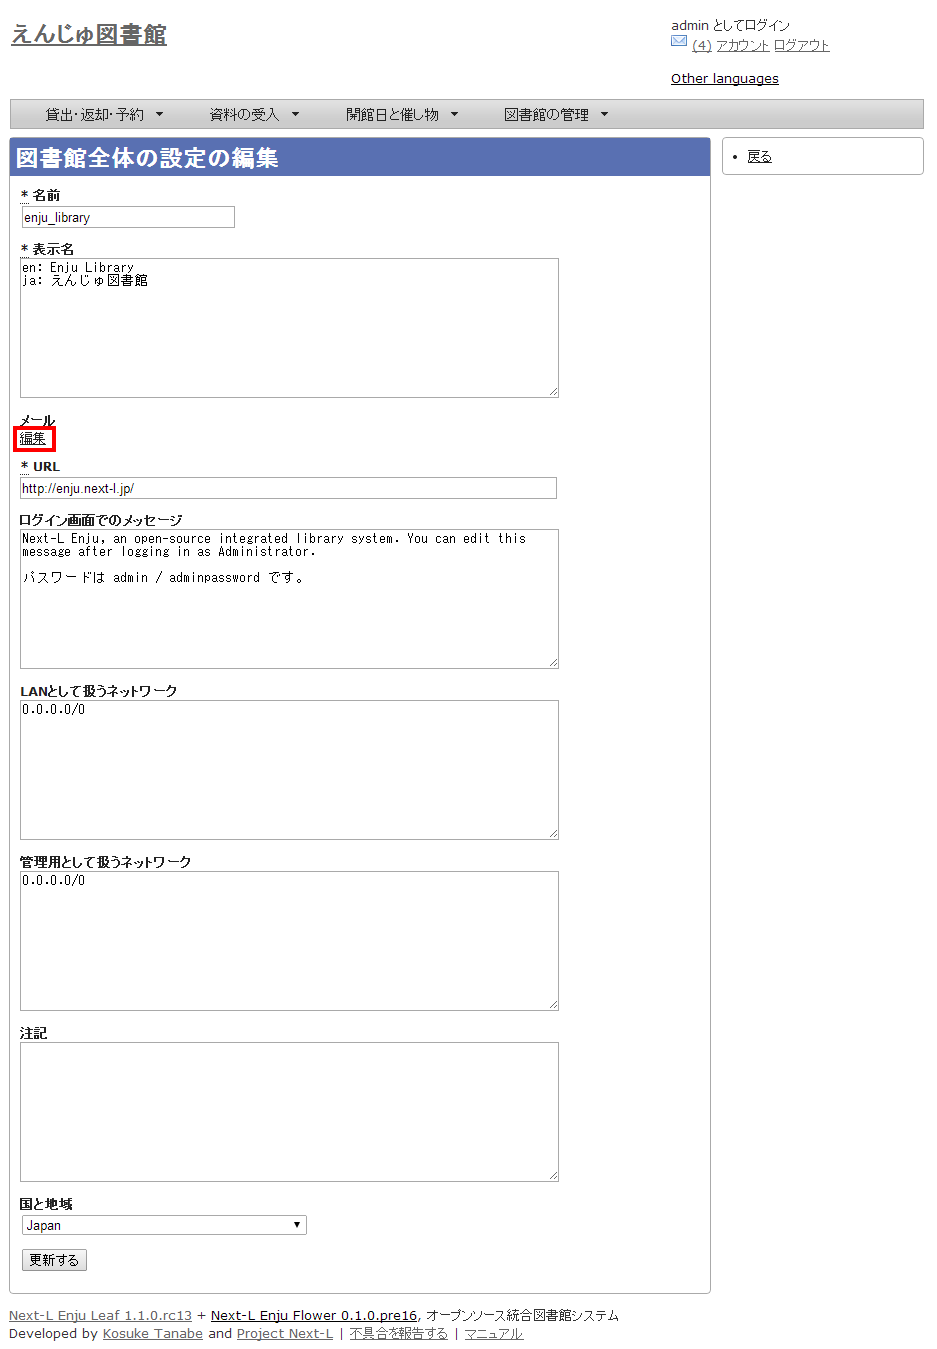 えんじゅ図書館
admin としてログイン
(4) アカウント ログアウト
Other languages
貸出・返却・予約 ▼ 資料の受入 ▼ 開館日と催し物 ▼ 図書館の管理 ▼
図書館全体の設定の編集
• 戻る
* 名前
enju_library
* 表示名
en: Enju Library
ja: えんじゅ図書館
メール
編集
* URL
http://enju.next-l.jp/
ログイン画面でのメッセージ
Next-L Enju, an open-source integrated library system. You can edit this
message after logging in as Administrator.
パスワードは admin / adminpassword です。
LANとして扱うネットワーク
0.0.0.0/0
管理用として扱うネットワーク
0.0.0.0/0
注記
国と地域
Japan ▼
更新する
Next-L Enju Leaf 1.1.0.rc13 + Next-L Enju Flower 0.1.0.pre16, オープンソース統合図書館システム
Developed by Kosuke Tanabe and Project Next-L | 不具合を報告する | マニュアル